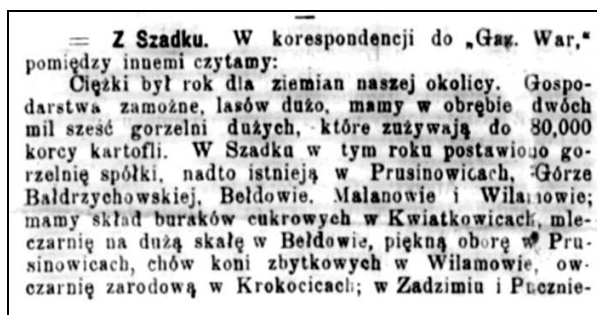 = Z Szadku. W korespondencji do „Gaz. War,"
pomiędzy innemi czytamy:
Ciężki był rok dla ziemian naszej okolicy. Gospo-
darstwa zamożne, lasów dużo, mamy w obrębie dwóch
mil sześć gorzelni dużych, które zużywają do 80,000
korcy kartofli. W Szadku w tym roku postawiono go-
rzelnię spółki, nadto istnieją w Prusinowicach, Górze
Bałdrzychowskiej, Bełdowie, Malanowie i Wilamowie;
mamy skład buraków cukrowych w Kwiatkowicach, mle-
czarnię na dużą skałę w Bełdowie, piękną oborę w Pru-
sinowicach, chów koni zbytkowych w Wilamowie, ow-
czarnię zarodową w Krokocicach; w Zadzimiu i Pucznie-